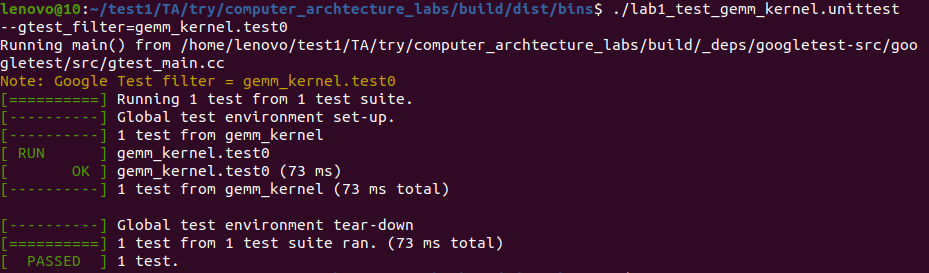 lenovo@10:~/test1/TA/try/computer_archtecture_labs/build/dist/bins$ ./lab1_test_gemm_kernel.unittest
--gtest_filter=gemm_kernel.test0
Running main() from /home/lenovo/test1/TA/try/computer_archtecture_labs/build/_deps/googletest-src/goo
gletest/src/gtest_main.cc
Note: Google Test filter = gemm_kernel.test0
[==========] Running 1 test from 1 test suite.
[----------] Global test environment set-up.
[----------] 1 test from gemm_kernel
[ RUN      ] gemm_kernel.test0
[       OK ] gemm_kernel.test0 (73 ms)
[----------] 1 test from gemm_kernel (73 ms total)

[----------] Global test environment tear-down
[==========] 1 test from 1 test suite ran. (73 ms total)
[  PASSED  ] 1 test.